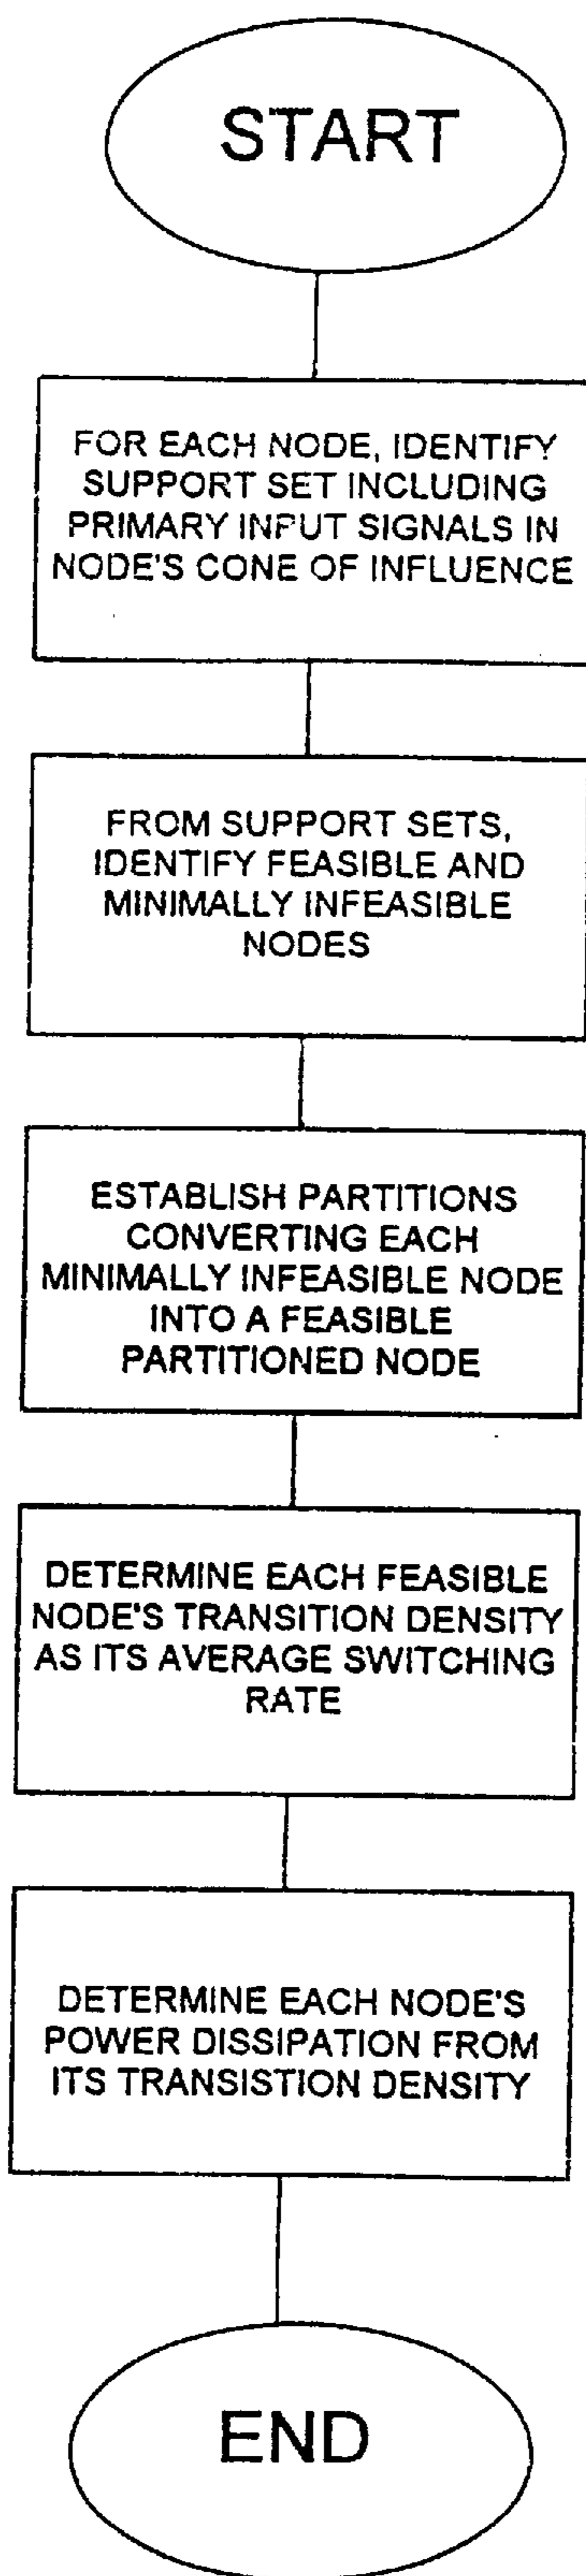 START
FOR EACH NODE, IDENTIFY
SUPPORT SET INCLUDING
PRIMARY INPUT SIGNALS IN
NODE'S CONE OF INFLUENCE
FROM SUPPORT SETS,
IDENTIFY FEASIBLE AND
MINIMALLY INFEASIBLE
NODES
ESTABLISH PARTITIONS
CONVERTING EACH
MINIMALLY INFEASIBLE NODE
INTO A FEASIBLE
PARTITIONED NODE
DETERMINE EACH FEASIBLE
NODE'S TRANSITION DENSITY
AS ITS AVERAGE SWITCHING
RATE
DETERMINE EACH NODE'S
POWER DISSIPATION FROM
ITS TRANSISTION DENSITY
END